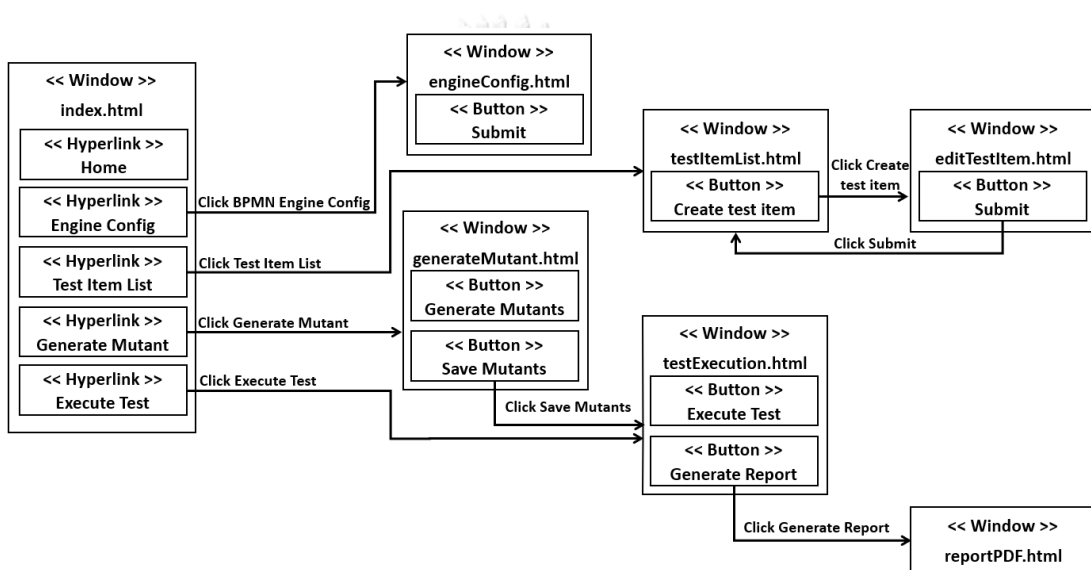 << Window >>
index.html
<< Hyperlink >>
Home
<< Hyperlink >>
Engine Config
<< Hyperlink >>
Test Item List
<< Hyperlink >>
Generate Mutant
<< Hyperlink >>
Execute Test
Click BPMN Engine Config
Click Test Item List
Click Generate Mutant
Click Execute Test
<< Window >>
engineConfig.html
<< Button >>
Submit
<< Window >>
generateMutant.html
<< Button >>
Generate Mutants
<< Button >>
Save Mutants
Click Save Mutants
<< Window >>
testItemList.html
<< Button >>
Create test item
Click Create
test item
<< Window >>
editTestItem.html
<< Button >>
Submit
Click Submit
<< Window >>
testExecution.html
<< Button >>
Execute Test
<< Button >>
Generate Report
Click Generate Report
<< Window >>
reportPDF.html